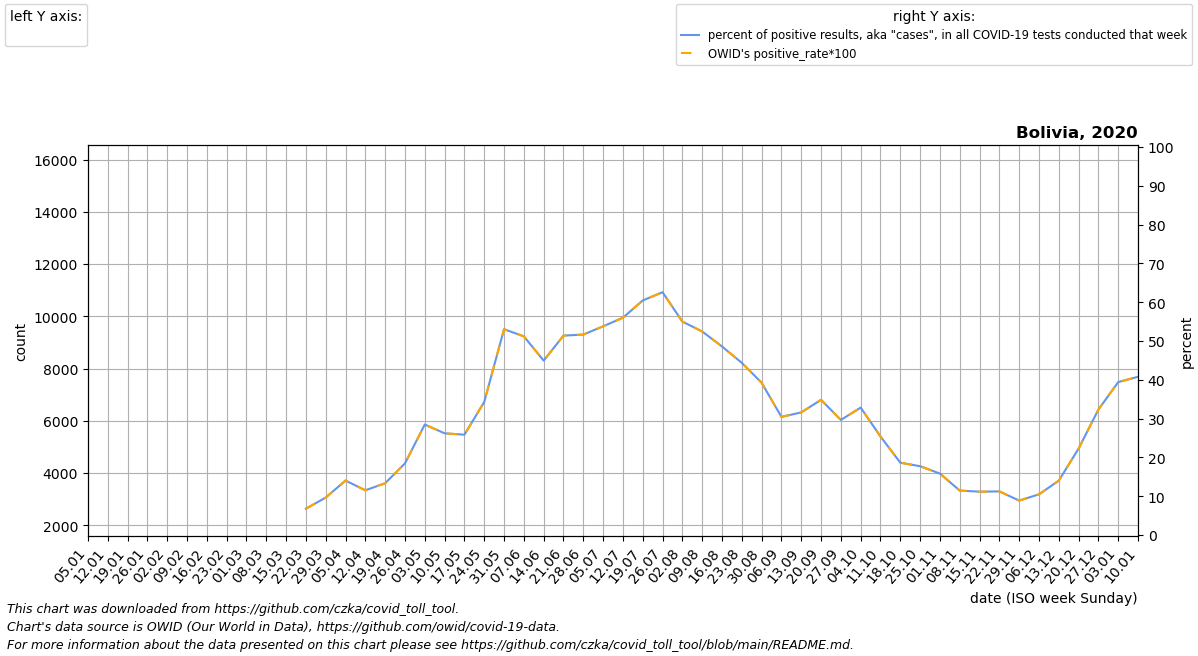 left Y axis:
right Y axis:
percent of positive results, aka "cases", in all COVID-19 tests conducted that week
OWID's positive_rate*100
Bolivia, 2020
16000
14000
12000
10000
8000
6000
4000
2000
count
100
90
80
70
60
50
40
30
20
10
0
percent
05.01 12.01 19.01 26.01 02.02 09.02 16.02 23.02 01.03 08.03 15.03 22.03 29.03 05.04 12.04 19.04 26.04 03.05 10.05 17.05 24.05 31.05 07.06 14.06 21.06 28.06 05.07 12.07 19.07 26.07 02.08 09.08 16.08 23.08 30.08 06.09 13.09 20.09 27.09 04.10 11.10 18.10 25.10 01.11 08.11 15.11 22.11 29.11 06.12 13.12 20.12 27.12 03.01 10.01
date (ISO week Sunday)
This chart was downloaded from https://github.com/czka/covid_toll_tool.
Chart's data source is OWID (Our World in Data), https://github.com/owid/covid-19-data.
For more information about the data presented on this chart please see https://github.com/czka/covid_toll_tool/blob/main/README.md.